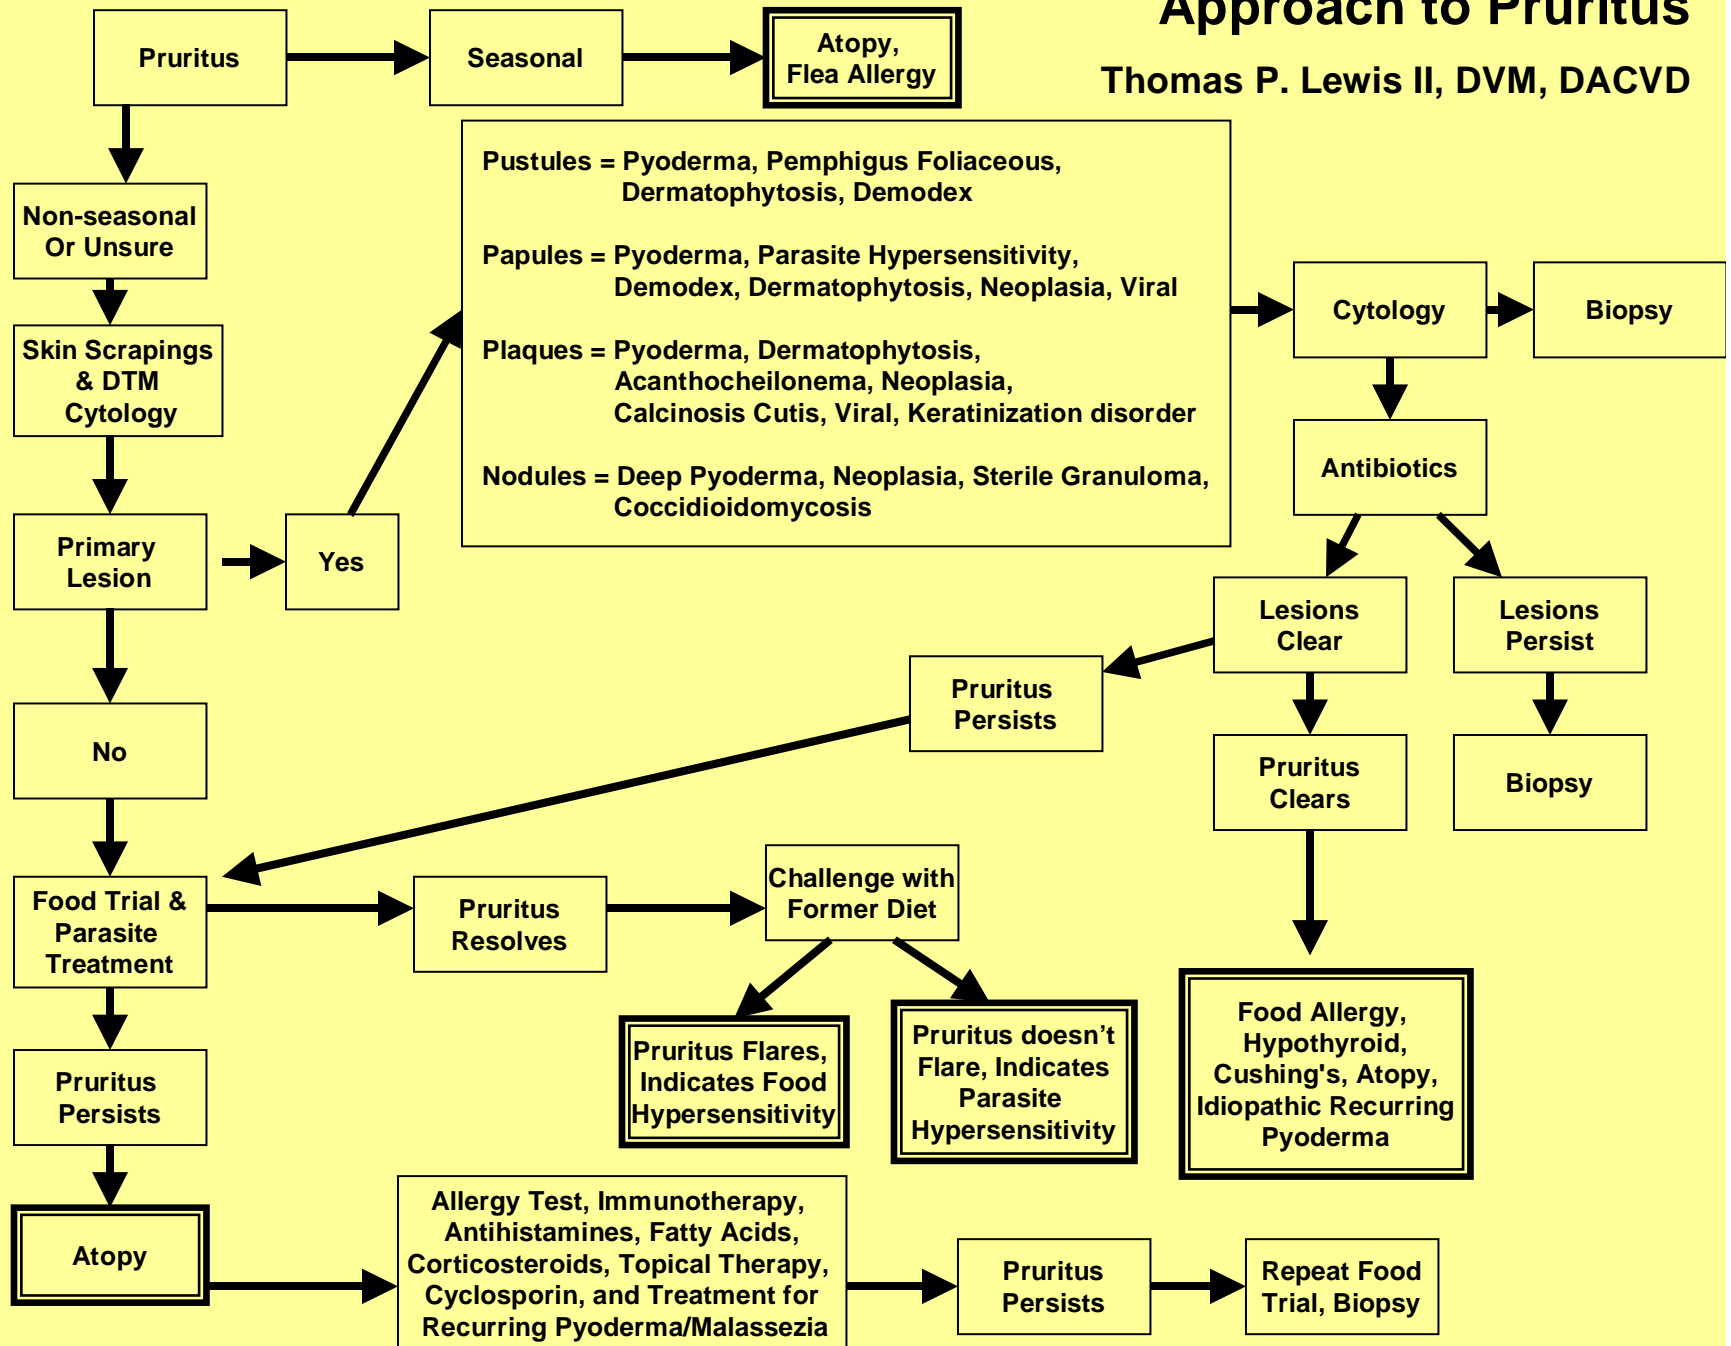 Approach to Pruritus
Thomas P. Lewis II, DVM, DACVD
Pruritus
Seasonal
Atopy,
Flea Allergy
Non-seasonal
Or Unsure
Skin Scrapings
& DTM
Cytology
Primary
Lesion
Yes
Pustules = Pyoderma, Pemphigus Foliaceous,
Dermatophytosis, Demodex
Papules = Pyoderma, Parasite Hypersensitivity,
Demodex, Dermatophytosis, Neoplasia, Viral
Plaques = Pyoderma, Dermatophytosis,
Acanthocheilonema, Neoplasia,
Calcinosis Cutis, Viral, Keratinization disorder
Nodules = Deep Pyoderma, Neoplasia, Sterile Granuloma,
Coccidioidomycosis
Cytology
Biopsy
Antibiotics
Lesions
Clear
Lesions
Persist
Pruritus
Persists
Pruritus
Clears
Biopsy
No
Food Trial &
Parasite
Treatment
Pruritus
Resolves
Challenge with
Former Diet
Pruritus Flares,
Indicates Food
Hypersensitivity
Pruritus doesn’t
Flare, Indicates
Parasite
Hypersensitivity
Food Allergy,
Hypothyroid,
Cushing's, Atopy,
Idiopathic Recurring
Pyoderma
Pruritus
Persists
Atopy
Allergy Test, Immunotherapy,
Antihistamines, Fatty Acids,
Corticosteroids, Topical Therapy,
Cyclosporin, and Treatment for
Recurring Pyoderma/Malassezia
Pruritus
Persists
Repeat Food
Trial, Biopsy